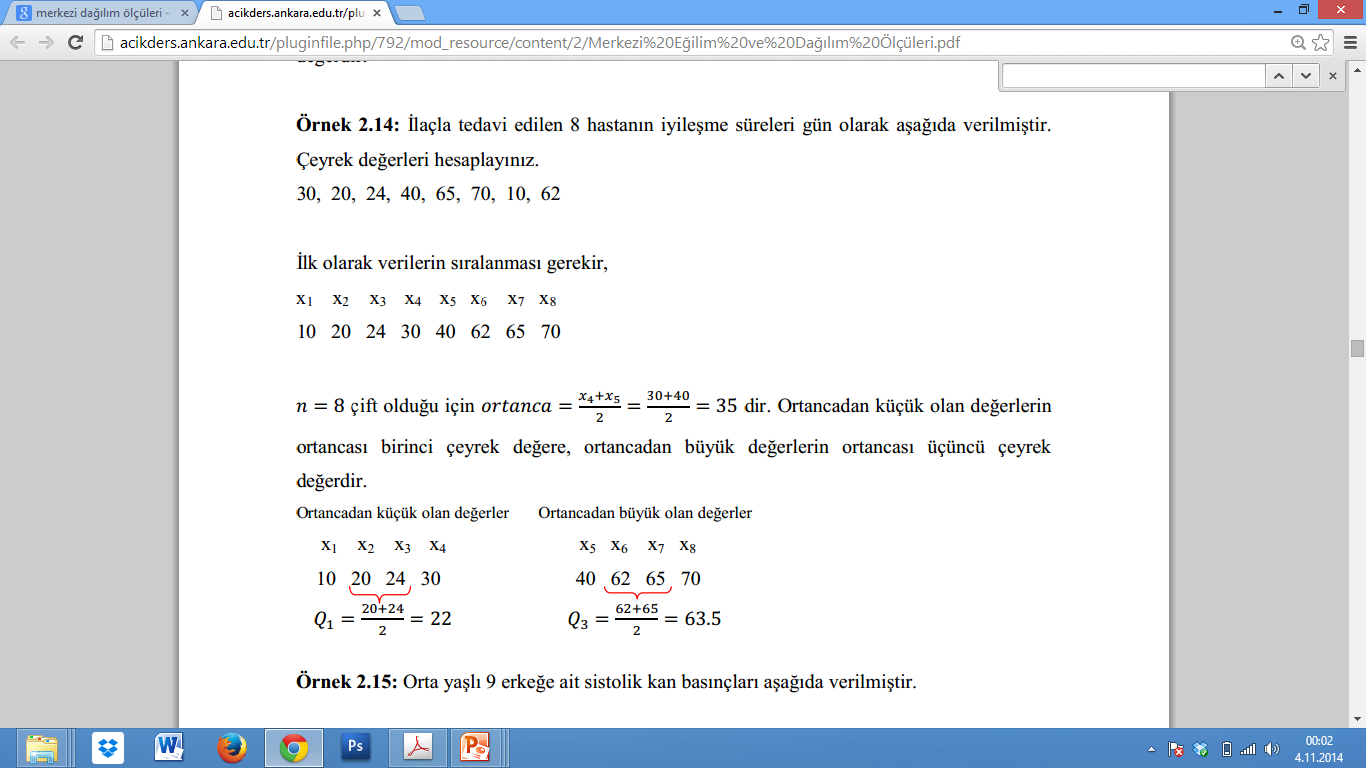 merkezi dağılım ölçüleri -
acikders.ankara.edu.tr/plu
acikders.ankara.edu.tr/pluginfile.php/792/mod_resource/content/2/Merkezi%20Eğilim%20ve%20Dağılım%20Ölçüleri.pdf
değerdir.
Örnek 2.14: İlaçla tedavi edilen 8 hastanın iyileşme süreleri gün olarak aşağıda verilmiştir.
Çeyrek değerleri hesaplayınız.
30, 20, 24, 40, 65, 70, 10, 62
İlk olarak verilerin sıralanması gerekir,
x₁ x₂ x₃ x₄ x₅ x₆ x₇ x₈
10 20 24 30 40 62 65 70
n = 8 çift olduğu için ortanca = (x₄+x₅)/2 = (30+40)/2 = 35 dir. Ortancadan küçük olan değerlerin
ortancası birinci çeyrek değere, ortancadan büyük değerlerin ortancası üçüncü çeyrek
değerdir.
Ortancadan küçük olan değerler Ortancadan büyük olan değerler
x₁ x₂ x₃ x₄ x₅ x₆ x₇ x₈
10 20 24 30 40 62 65 70
Q₁ = (20+24)/2 = 22 Q₃ = (62+65)/2 = 63.5
Örnek 2.15: Orta yaşlı 9 erkeğe ait sistolik kan basınçları aşağıda verilmiştir.
00:02
4.11.2014